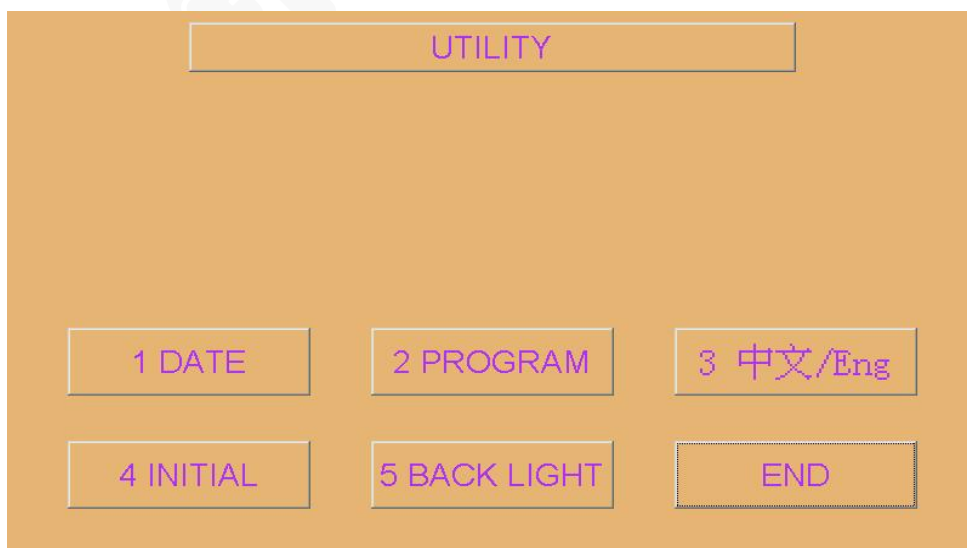 UTILITY
1 DATE
2 PROGRAM
3 中文/Eng
4 INITIAL
5 BACK LIGHT
END